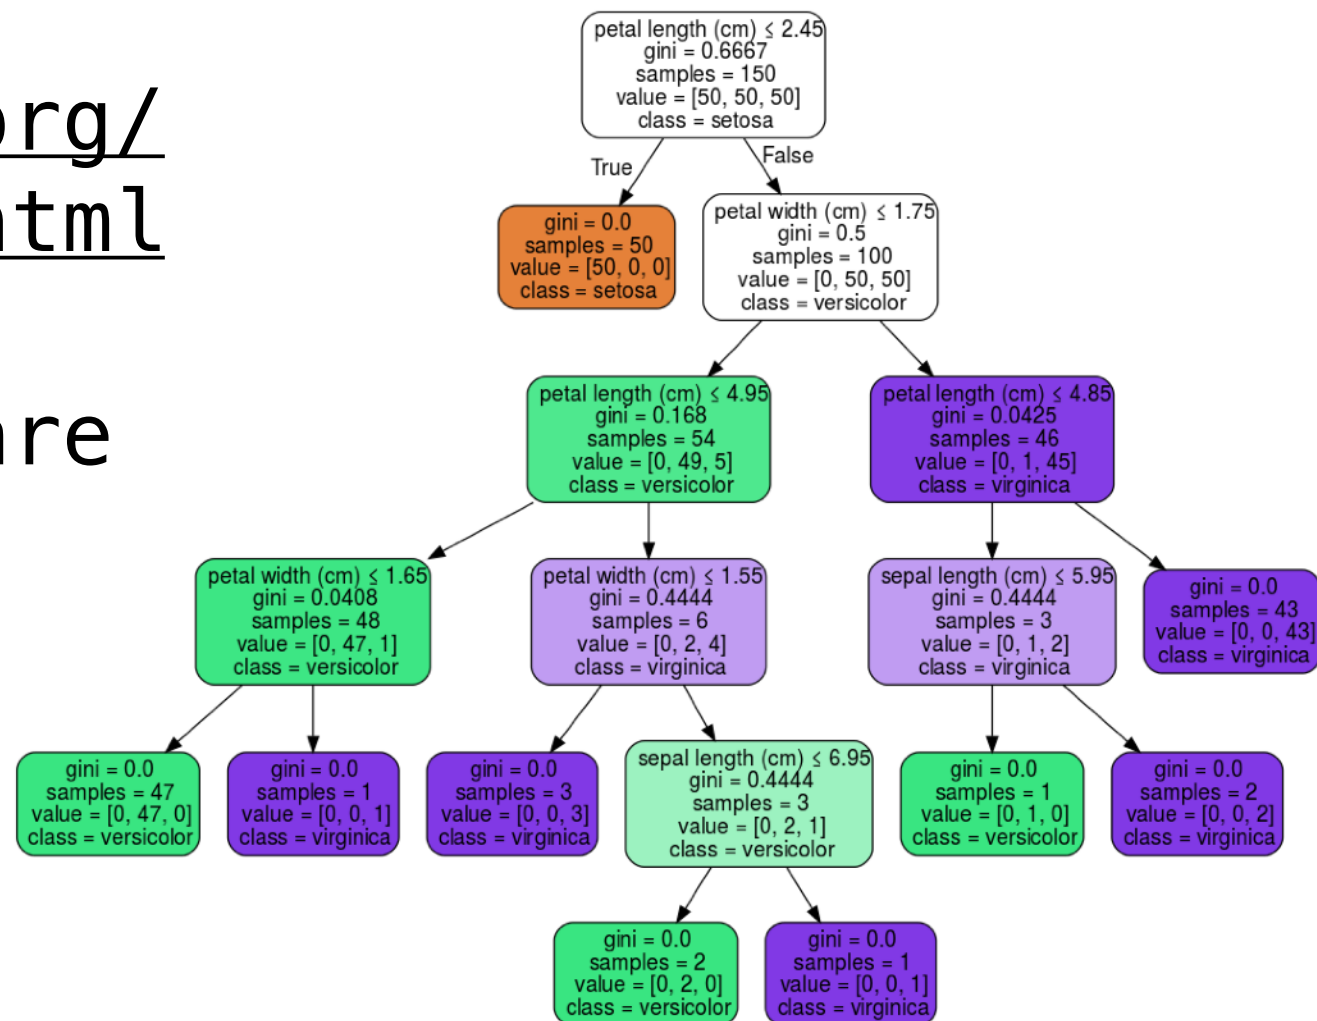 org/
html
are
petal length (cm) ≤ 2.45
gini = 0.6667
samples = 150
value = [50, 50, 50]
class = setosa
True
False
gini = 0.0
samples = 50
value = [50, 0, 0]
class = setosa
petal width (cm) ≤ 1.75
gini = 0.5
samples = 100
value = [0, 50, 50]
class = versicolor
petal length (cm) ≤ 4.95
gini = 0.168
samples = 54
value = [0, 49, 5]
class = versicolor
petal length (cm) ≤ 4.85
gini = 0.0425
samples = 46
value = [0, 1, 45]
class = virginica
petal width (cm) ≤ 1.65
gini = 0.0408
samples = 48
value = [0, 47, 1]
class = versicolor
petal width (cm) ≤ 1.55
gini = 0.4444
samples = 6
value = [0, 2, 4]
class = virginica
sepal length (cm) ≤ 5.95
gini = 0.4444
samples = 3
value = [0, 1, 2]
class = virginica
gini = 0.0
samples = 43
value = [0, 0, 43]
class = virginica
gini = 0.0
samples = 47
value = [0, 47, 0]
class = versicolor
gini = 0.0
samples = 1
value = [0, 0, 1]
class = virginica
gini = 0.0
samples = 3
value = [0, 0, 3]
class = virginica
sepal length (cm) ≤ 6.95
gini = 0.4444
samples = 3
value = [0, 2, 1]
class = versicolor
gini = 0.0
samples = 1
value = [0, 1, 0]
class = versicolor
gini = 0.0
samples = 2
value = [0, 0, 2]
class = virginica
gini = 0.0
samples = 2
value = [0, 2, 0]
class = versicolor
gini = 0.0
samples = 1
value = [0, 0, 1]
class = virginica